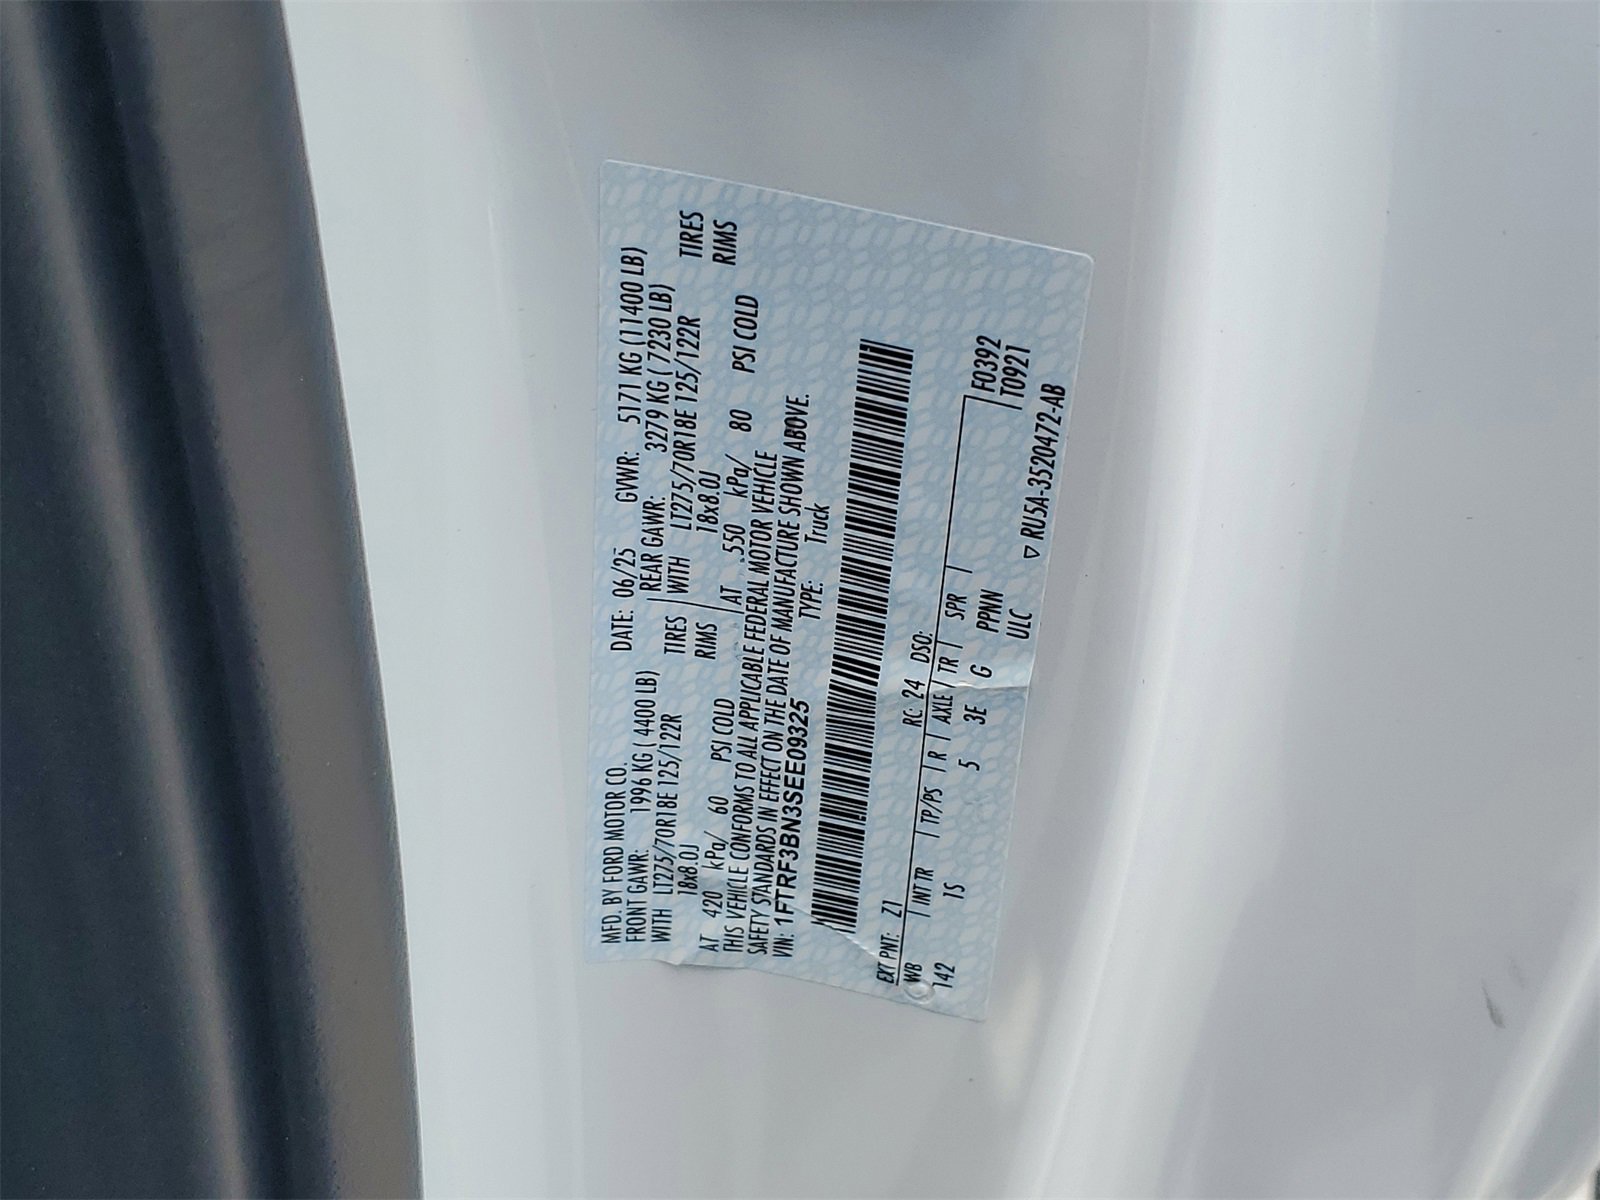 MFD. BY FORD MOTOR CO.
DATE: 06/25 GVWR: 5171 KG (11400 LB)
FRONT GAWR: 1996 KG ( 4400 LB) REAR GAWR: 3279 KG ( 7230 LB)
WITH LT275/70R18E 125/122R TIRES WITH LT275/70R18E 125/122R TIRES
18x8.0J RIMS 18x8.0J RIMS
AT 420 kPa/ 60 PSI COLD AT 550 kPa/ 80 PSI COLD
THIS VEHICLE CONFORMS TO ALL APPLICABLE FEDERAL MOTOR VEHICLE
SAFETY STANDARDS IN EFFECT ON THE DATE OF MANUFACTURE SHOWN ABOVE.
VIN: 1FTRF3BN3SEE09325 TYPE: Truck
EXT PNT: Z1 RC: 24 DSO:
WB | INT TR | TP/PS | R | AXLE | TR | SPR | F0392
142 1S 5 3E G PPNN T0921
ULC
▽ RU5A-3520472-AB